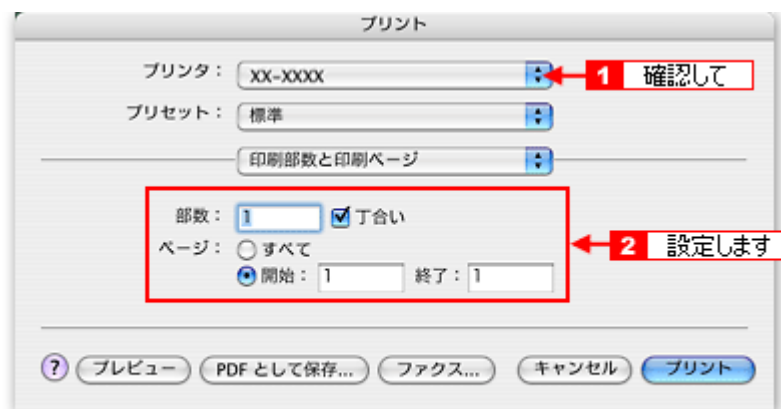 プリント
プリンタ： XX-XXXX
1 確認して
プリセット： 標準
印刷部数と印刷ページ
部数： 1 丁合い
ページ： すべて
開始： 1 終了： 1
2 設定します
? プレビュー PDF として保存... ファクス... キャンセル プリント